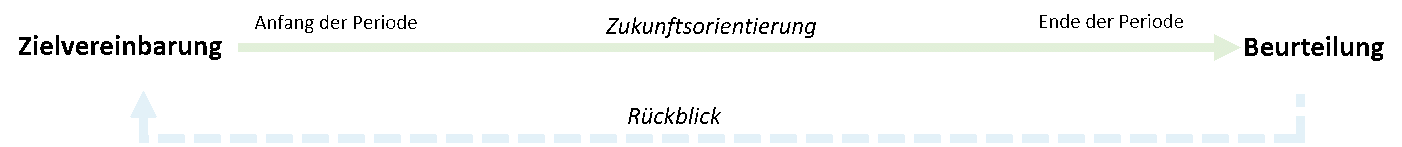 Anfang der Periode
Zukunftsorientierung
Ende der Periode
Zielvereinbarung
Beurteilung
Rückblick